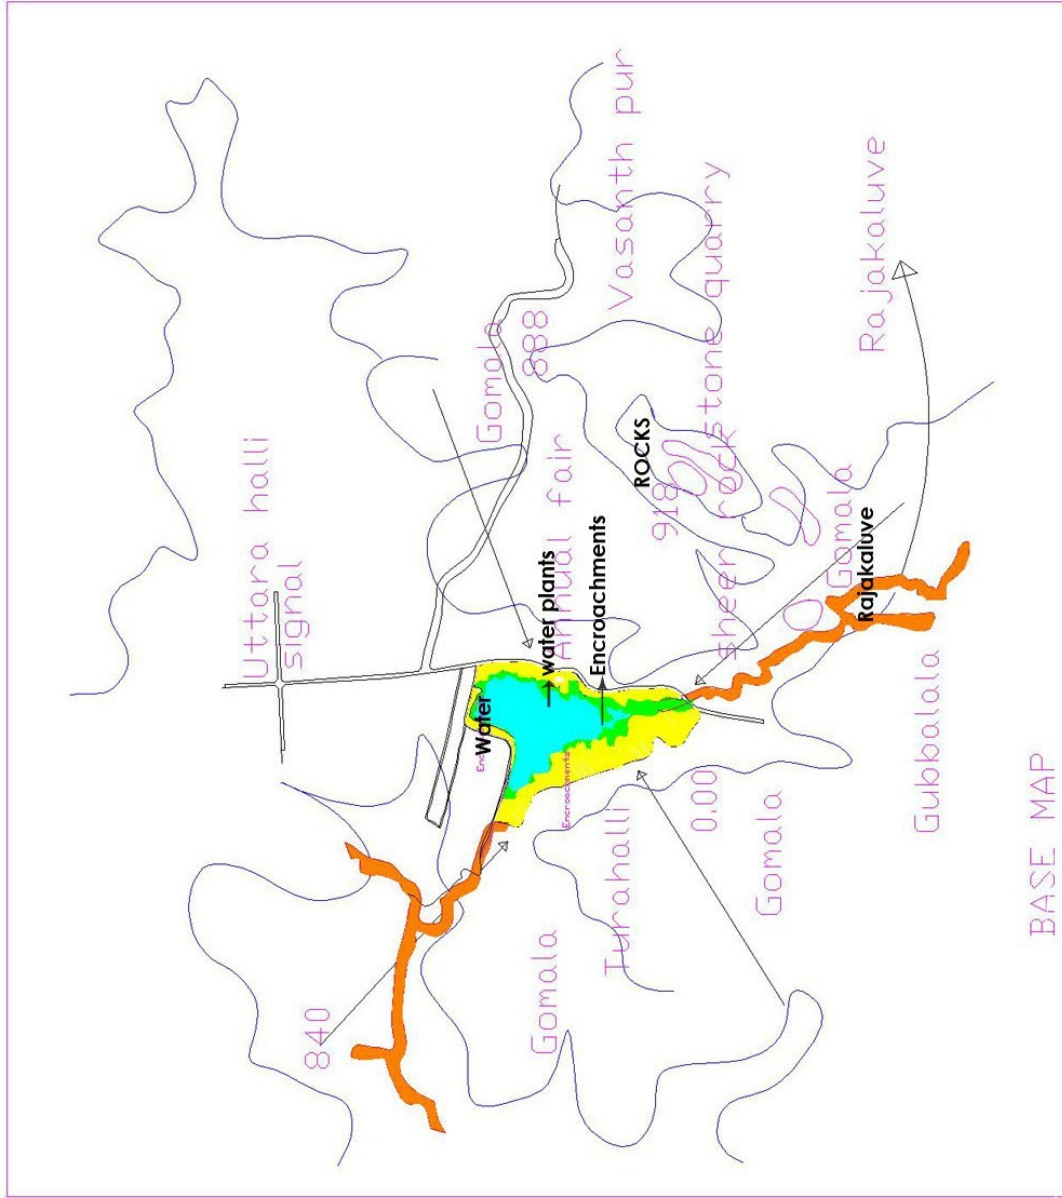 Uttara halli
signal
840
Gomala
888
Vasanth pur
Annual fair
water plants
Encroachments
Water
Encroachments
ROCKS
918
sheer rock stone quarry
Rajakaluve
Gomala
Rajakaluve
Gomala
Turahalli
0.00
Gomala
Gubbalala
BASE MAP